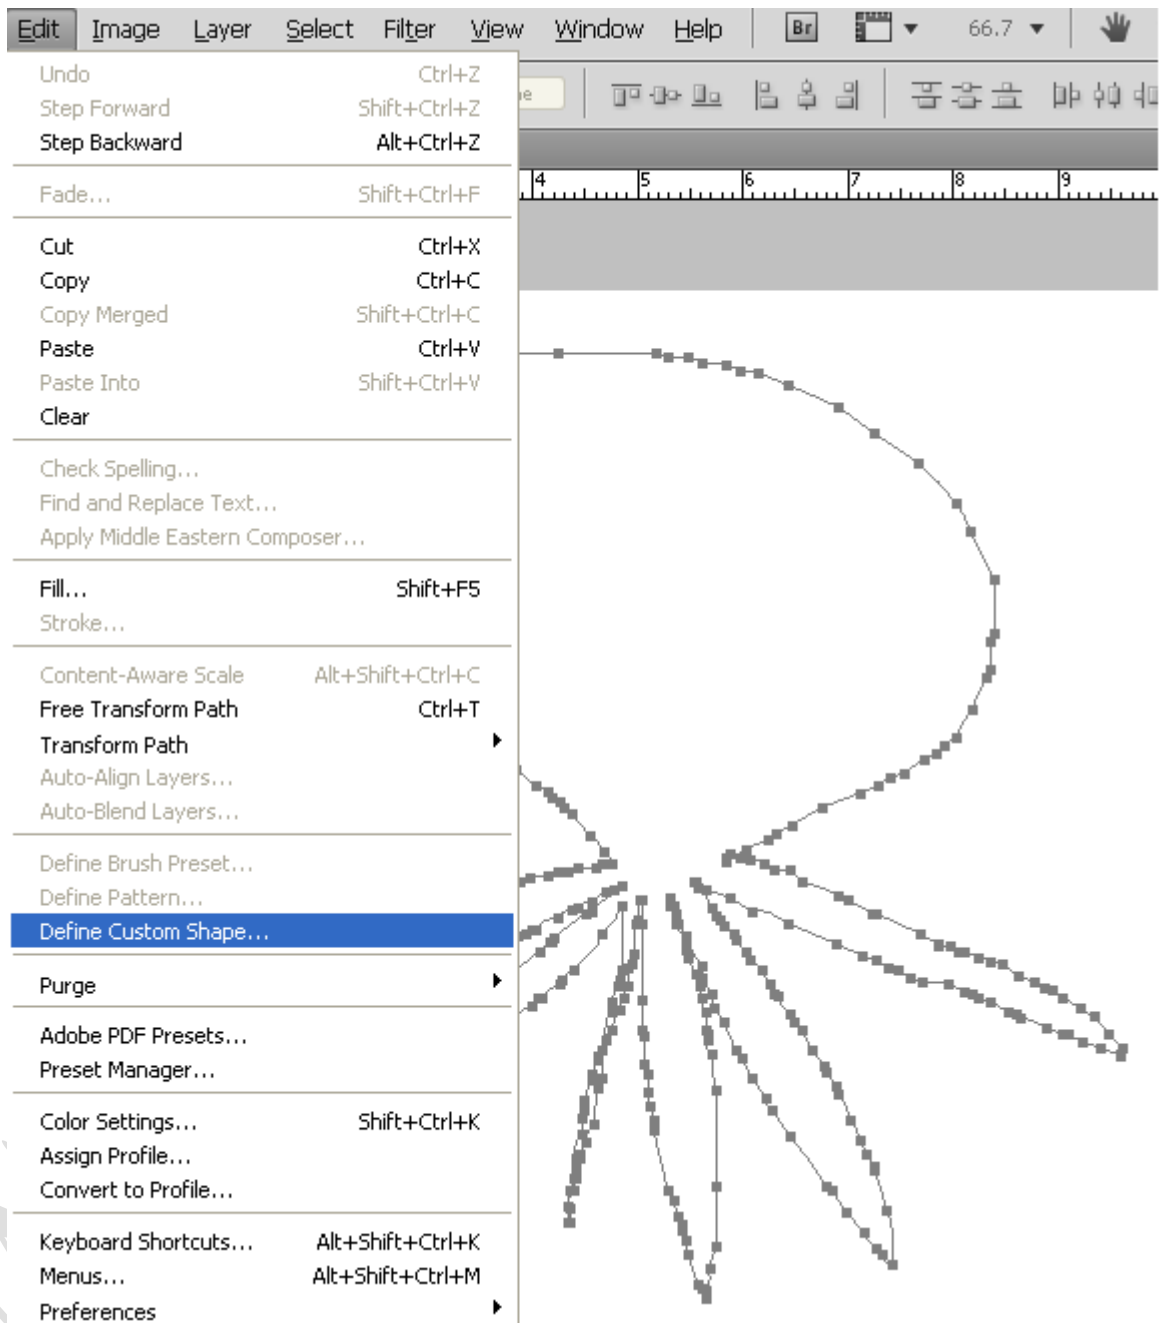 Edit Image Layer Select Filter View Window Help Br 66.7
Undo Ctrl+Z
Step Forward Shift+Ctrl+Z
Step Backward Alt+Ctrl+Z
Fade... Shift+Ctrl+F
4 5 6 7 8 9
Cut Ctrl+X
Copy Ctrl+C
Copy Merged Shift+Ctrl+C
Paste Ctrl+V
Paste Into Shift+Ctrl+V
Clear
Check Spelling...
Find and Replace Text...
Apply Middle Eastern Composer...
Fill... Shift+F5
Stroke...
Content-Aware Scale Alt+Shift+Ctrl+C
Free Transform Path Ctrl+T
Transform Path
Auto-Align Layers...
Auto-Blend Layers...
Define Brush Preset...
Define Pattern...
Define Custom Shape...
Purge
Adobe PDF Presets...
Preset Manager...
Color Settings... Shift+Ctrl+K
Assign Profile...
Convert to Profile...
Keyboard Shortcuts... Alt+Shift+Ctrl+K
Menus... Alt+Shift+Ctrl+M
Preferences